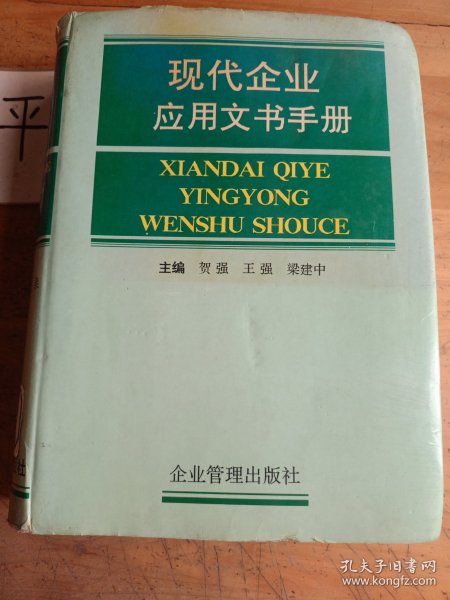 平
现代企业
应用文书手册
XIANDAI QIYE
YINGYONG
WENSHU SHOUCE
主编 贺强 王强 梁建中
企业管理出版社
社
孔夫子旧书网
www.kongfz.com